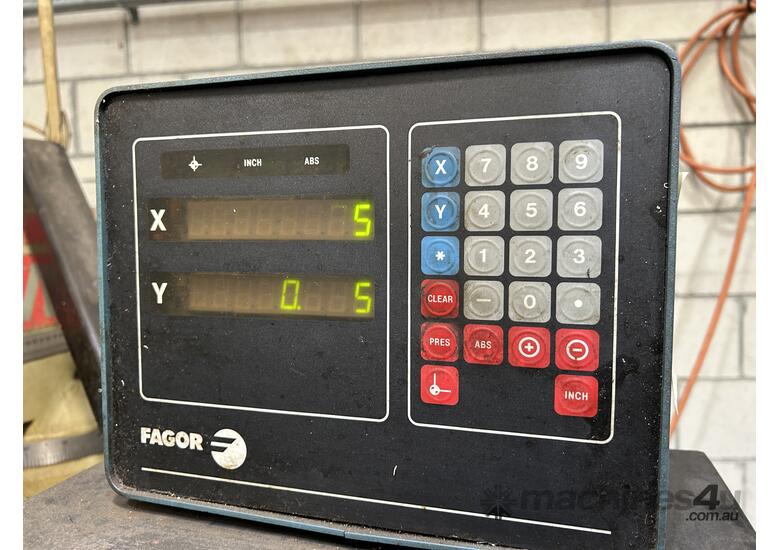 INCH ABS
X 5
Y 0. 5
X 7 8 9
Y 4 5 6
* 1 2 3
CLEAR - 0 •
PRES ABS + -
INCH
FAGOR
machines4u
.com.au